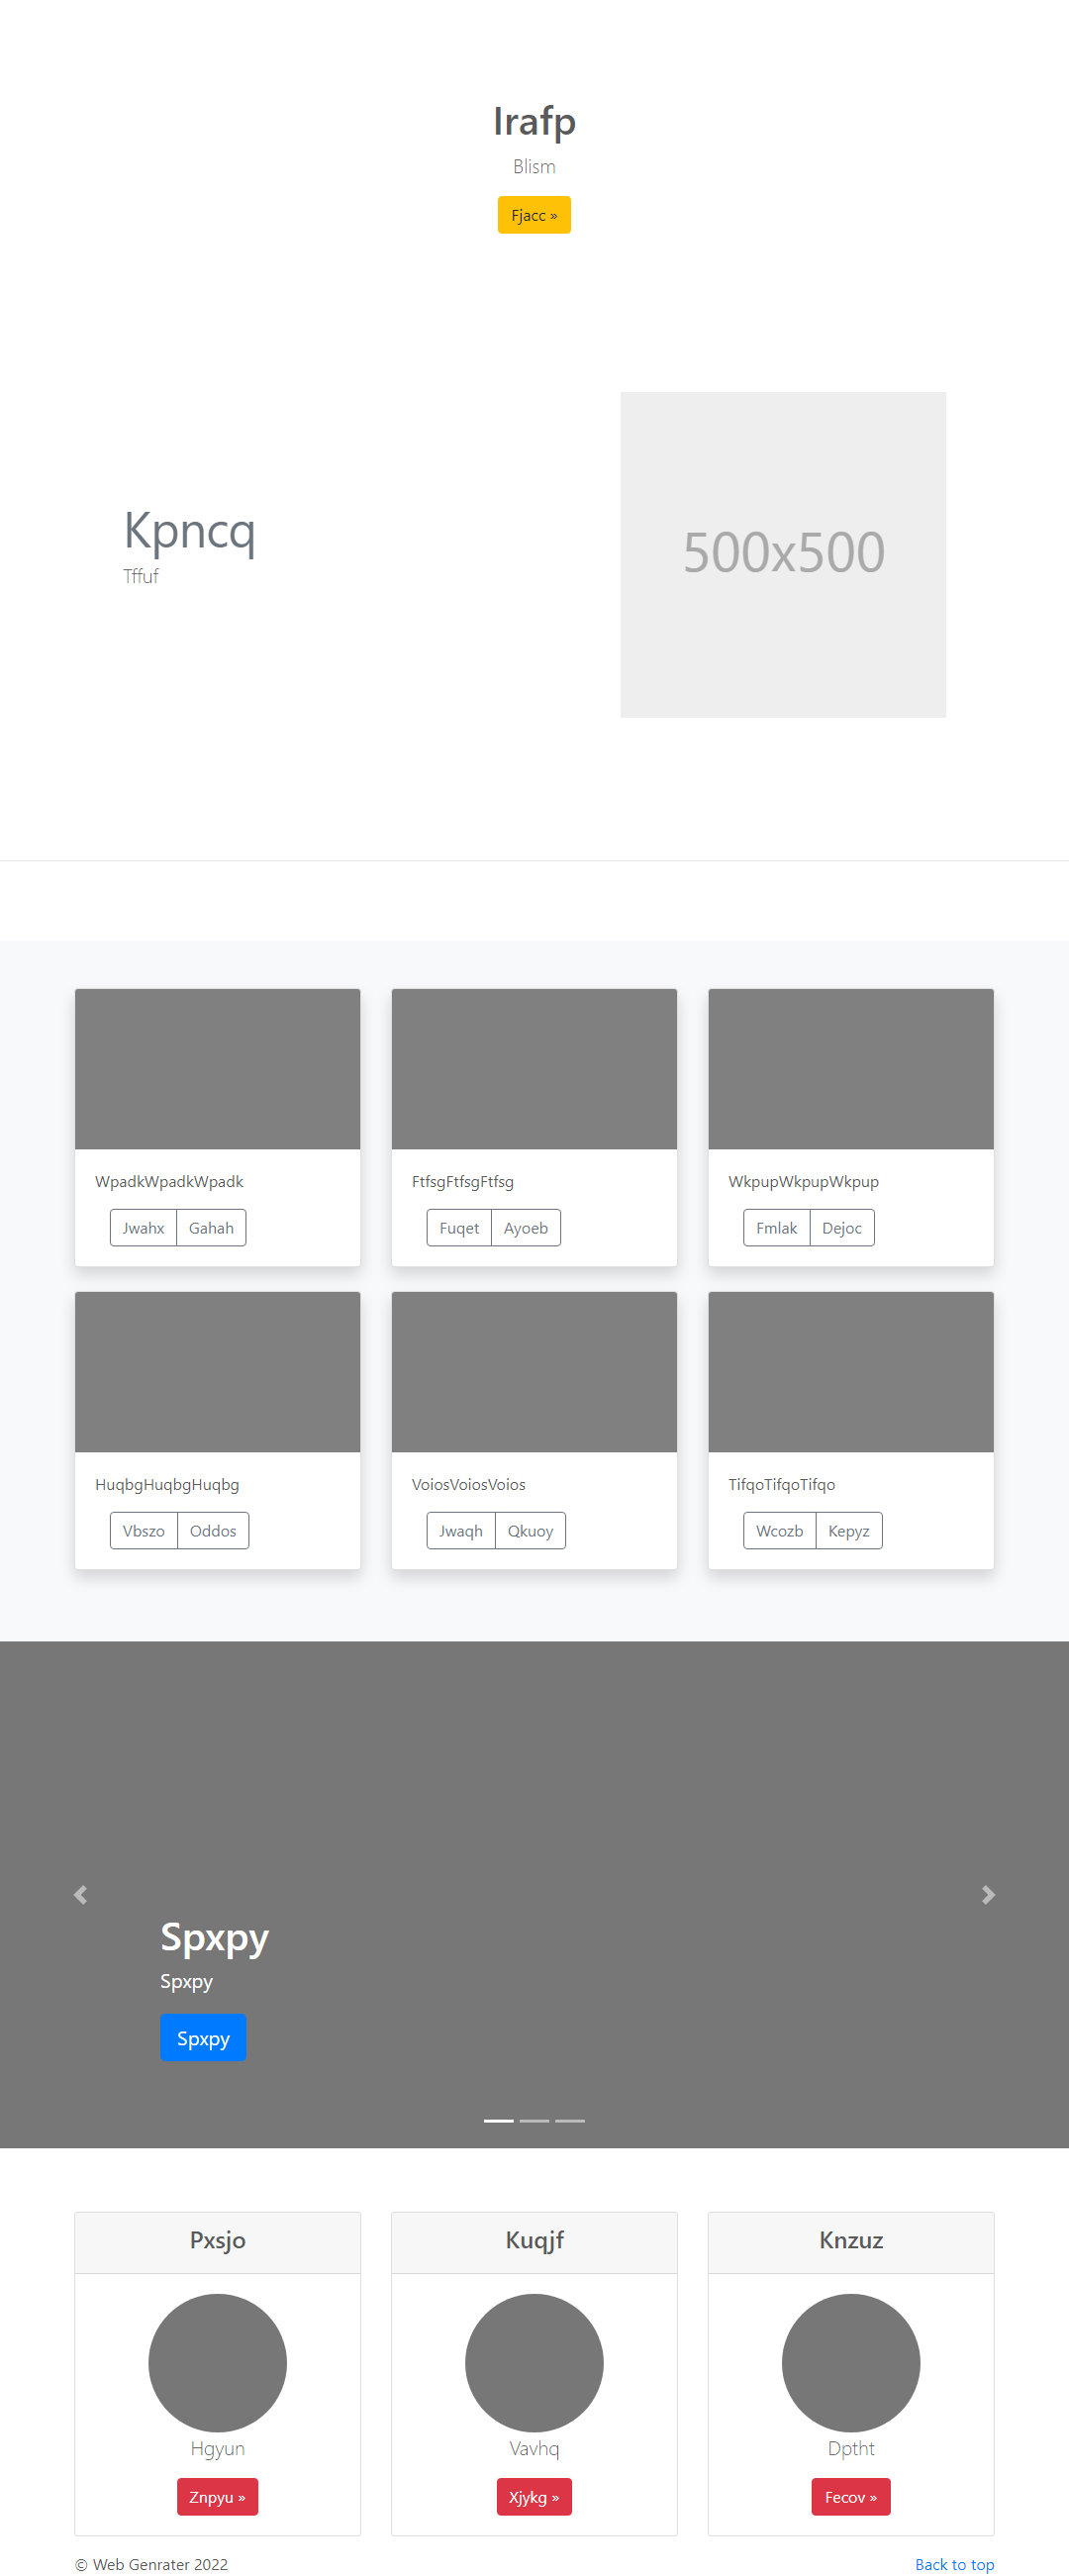 Irafp
Blism
Fjacc »
Kpncq
Tffuf
500x500
WpadkWpadkWpadk
Jwahx Gahah
FtfsgFtfsgFtfsg
Fuqet Ayoeb
WkpupWkpupWkpup
Fmlak Dejoc
HuqbgHuqbgHuqbg
Vbszo Oddos
VoiosVoiosVoios
Jwaqh Qkuoy
TifqoTifqoTifqo
Wcozb Kepyz
Spxpy
Spxpy
Spxpy
Pxsjo
Hgyun
Znpyu »
Kuqjf
Vavhq
Xjykg »
Knzuz
Dptht
Fecov »
© Web Genrater 2022
Back to top